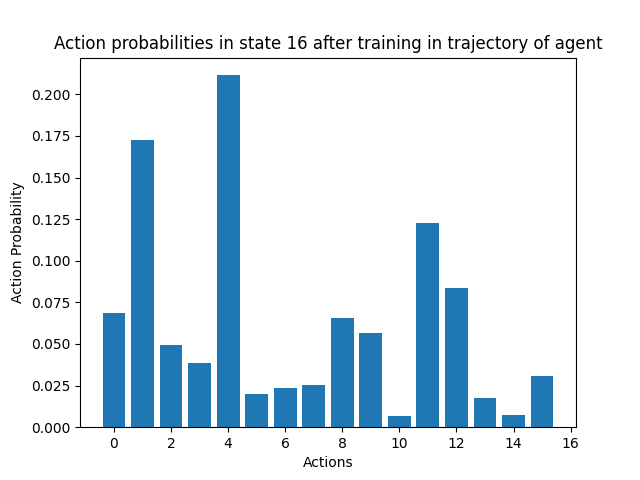 Action probabilities in state 16 after training in trajectory of agent
0.200
0.175
0.150
0.125
0.100
0.075
0.050
0.025
0.000
Action Probability
0 2 4 6 8 10 12 14 16
Actions